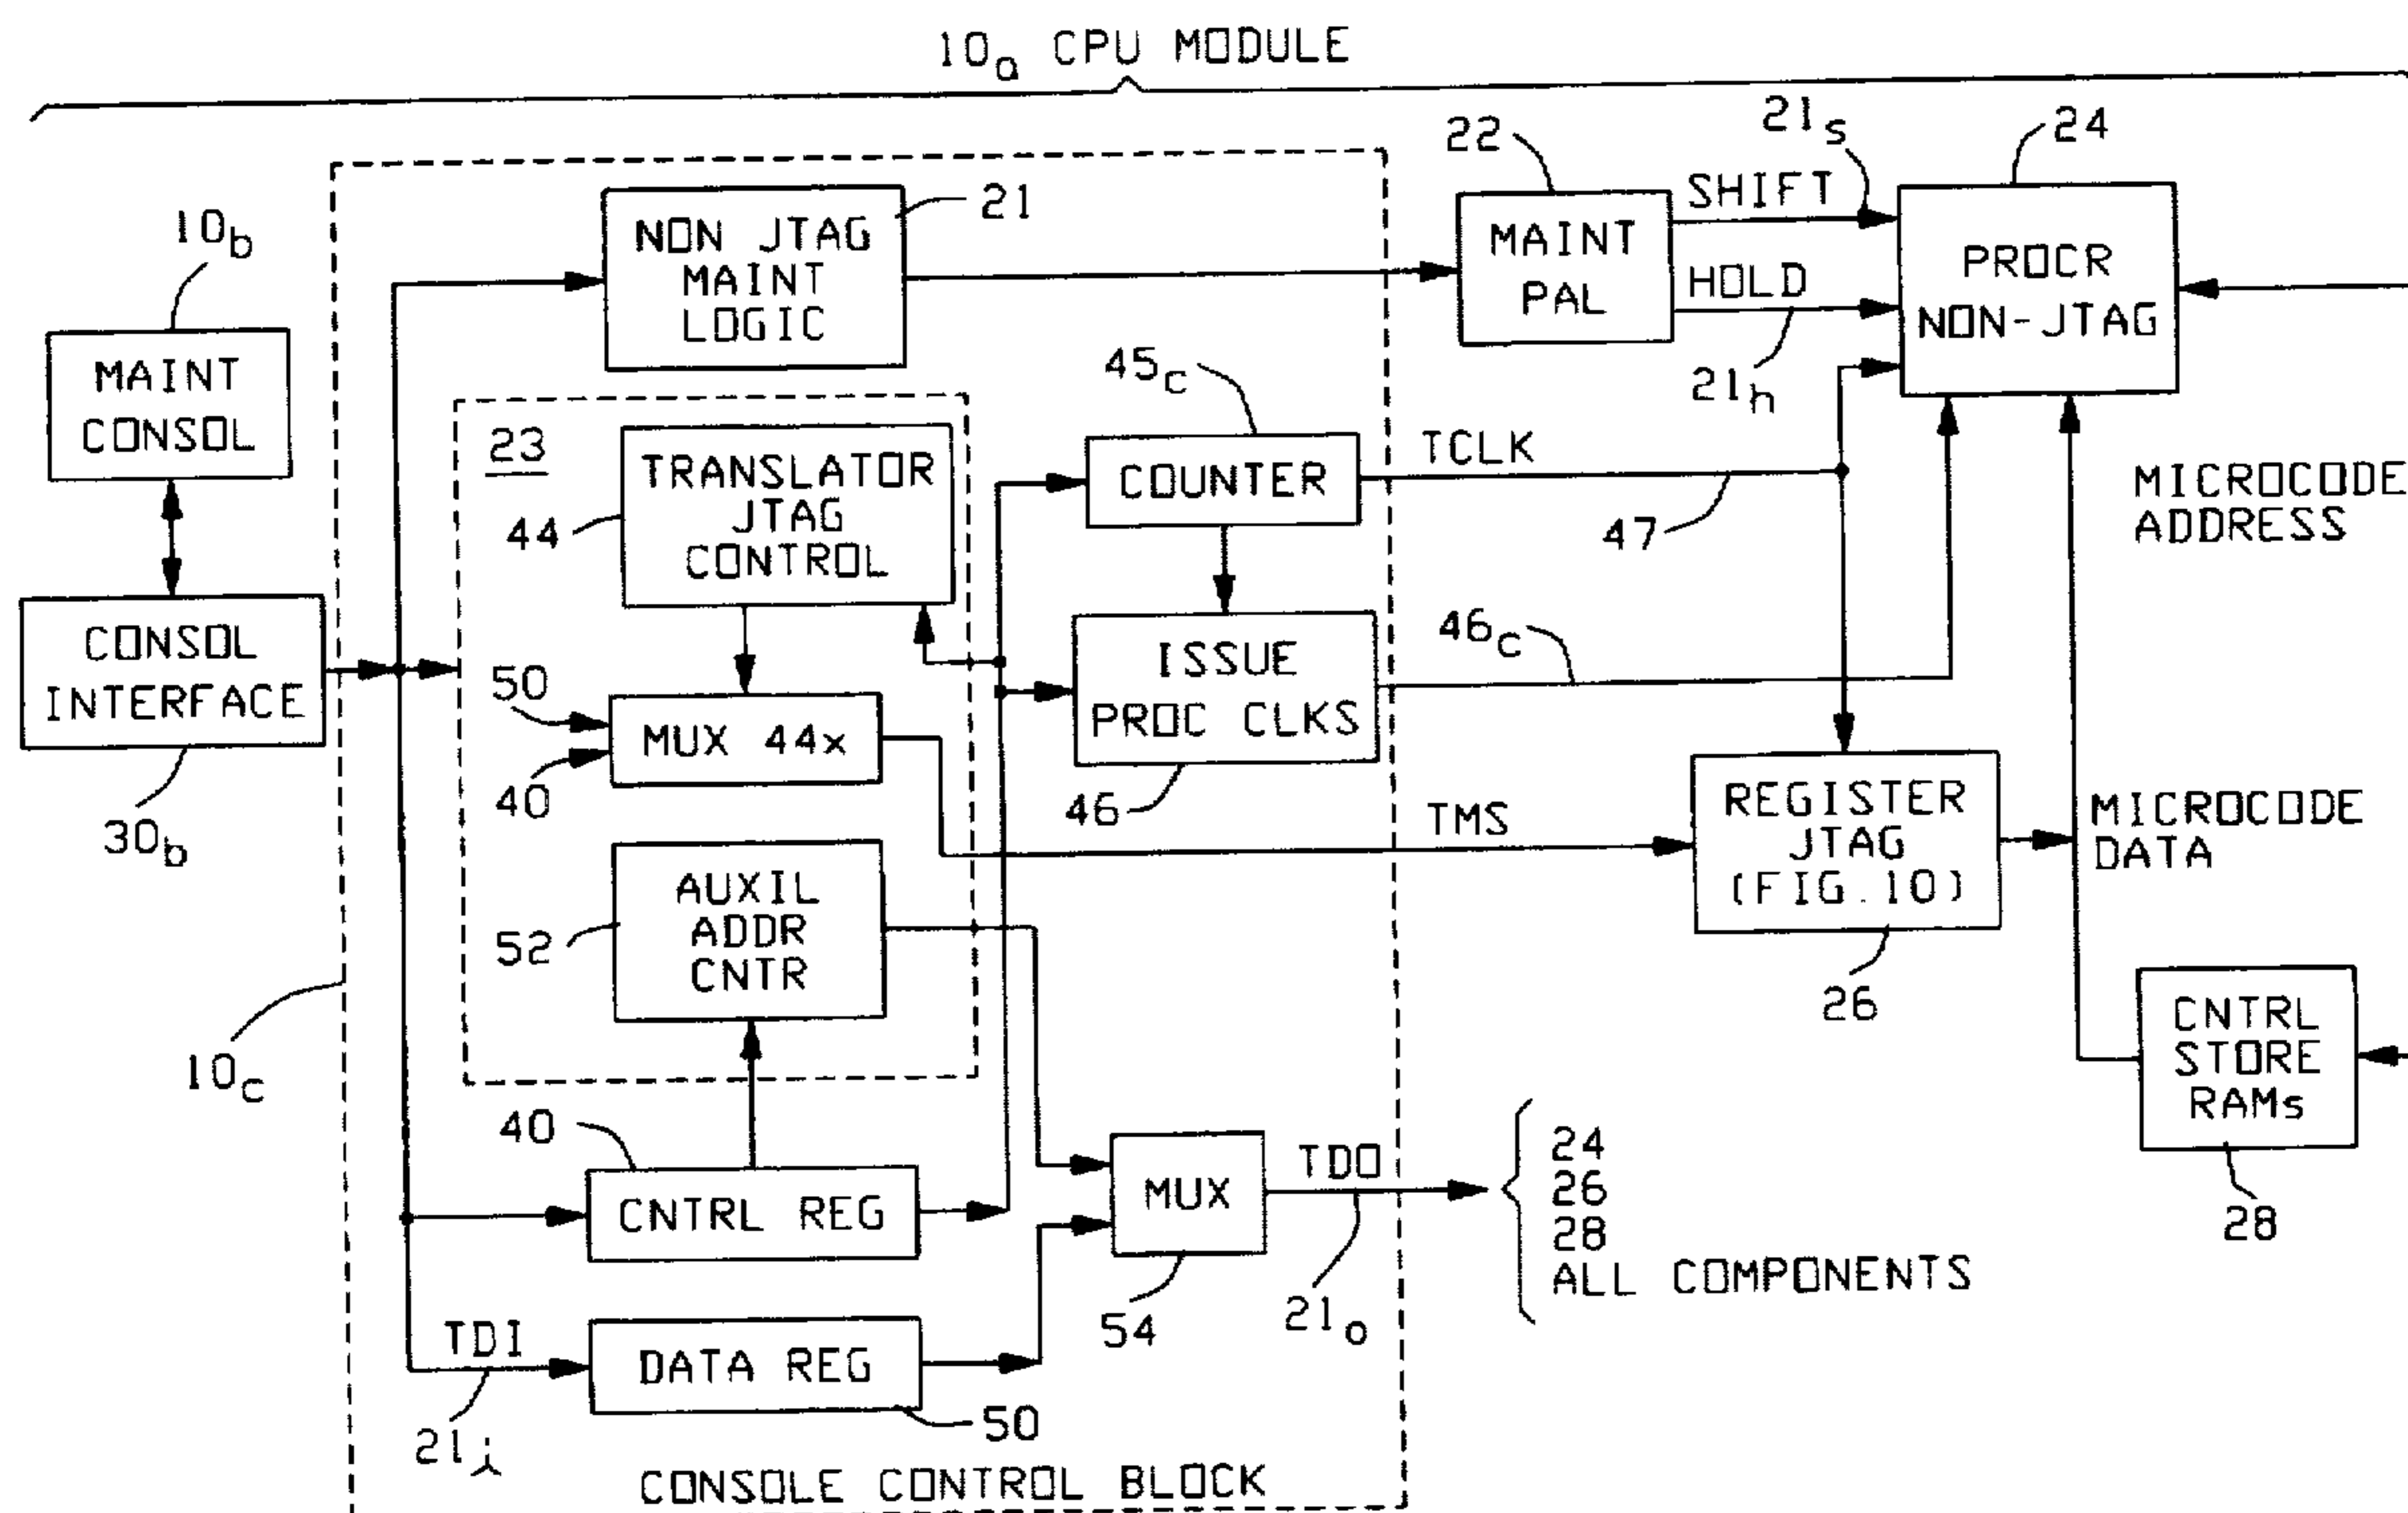 10a CPU MODULE
22
21s
24
21
NON JTAG
MAINT
LOGIC
SHIFT
MAINT
PAL
HOLD
PROCR
NON-JTAG
10b
MAINT
CONSOL
21h
45c
23
TRANSLATOR
JTAG
CONTROL
44
COUNTER
TCLK
47
MICROCODE
ADDRESS
CONSOL
INTERFACE
30b
50
40
MUX 44x
ISSUE
PROC CLKS
46c
46
TMS
REGISTER
JTAG
(FIG.10)
MICROCODE
DATA
26
AUXIL
ADDR
CNTR
52
10c
CNTRL
STORE
RAMs
28
40
CNTRL REG
MUX
54
TDO
21o
24
26
28
ALL COMPONENTS
TDI
21i
DATA REG
50
CONSOLE CONTROL BLOCK